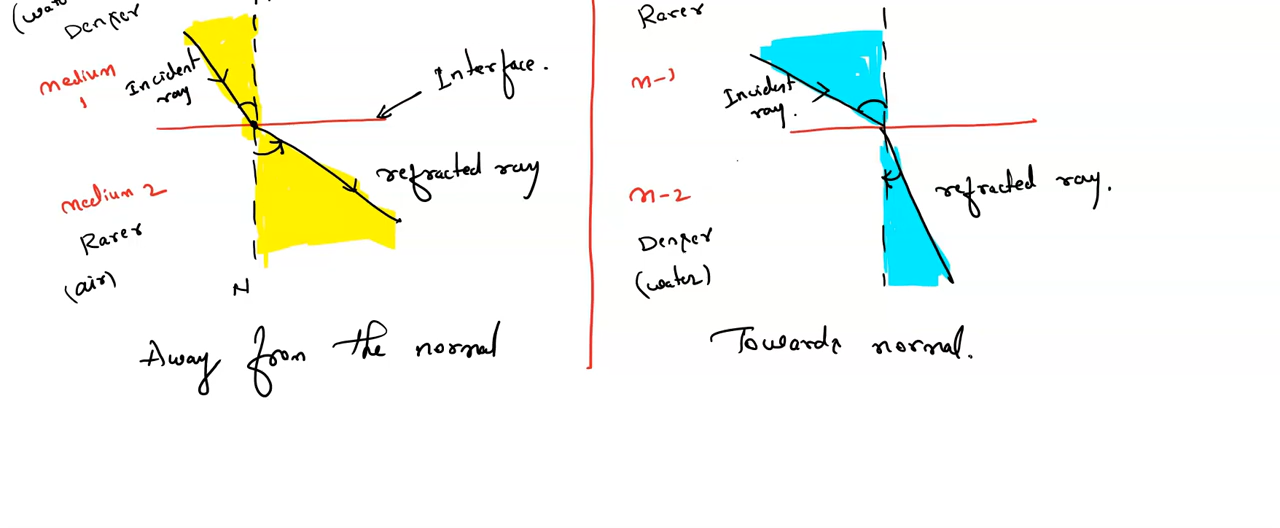 (wat
Denser
medium
1
Incident
ray
Interface.
refracted ray
medium 2
Rarer
(air)
N
Away from the normal
Rarer
m-1
Incident
ray.
m-2
refracted ray.
Denser
(water)
Towards normal.